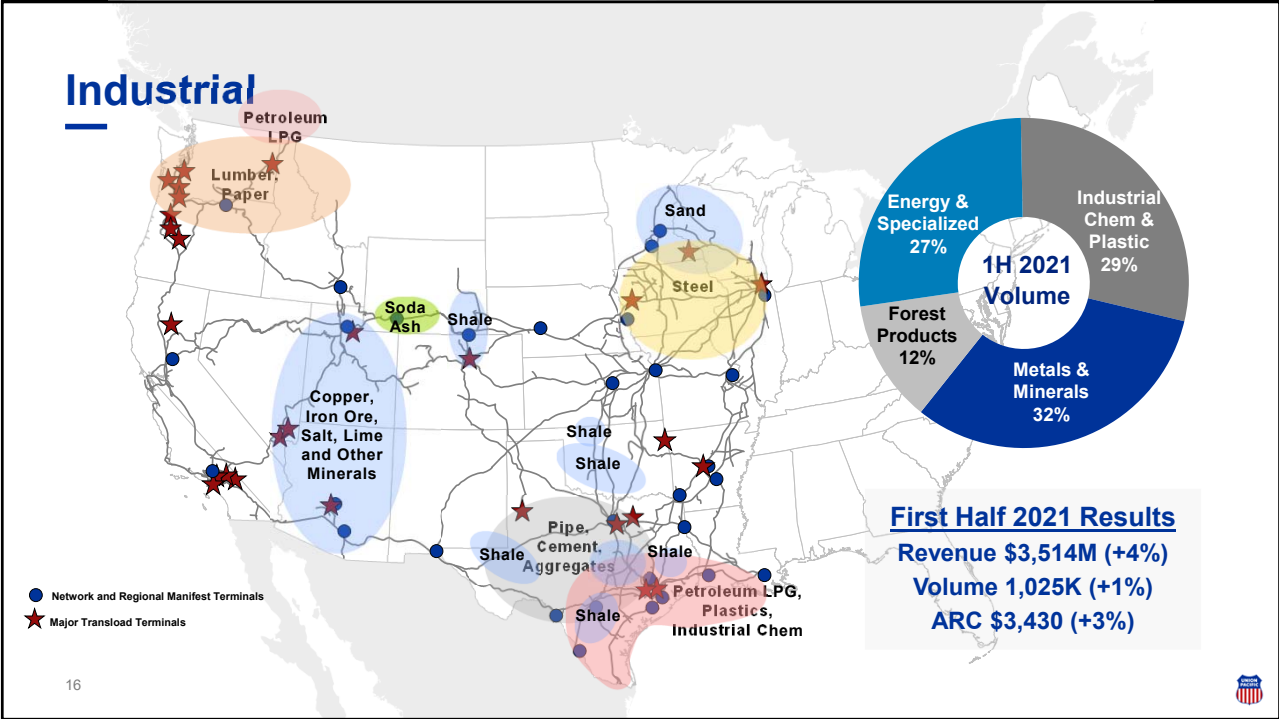 Industrial
Petroleum
LPG
Lumber,
Paper
Sand
Steel
Soda
Ash
Shale
Copper,
Iron Ore,
Salt, Lime
and Other
Minerals
Shale
Shale
Pipe,
Cement,
Aggregates
Shale
Shale
Shale
Petroleum LPG,
Plastics,
Industrial Chem
Network and Regional Manifest Terminals
Major Transload Terminals
Energy &
Specialized
27%
Industrial
Chem &
Plastic
29%
1H 2021
Volume
Forest
Products
12%
Metals &
Minerals
32%
First Half 2021 Results
Revenue $3,514M (+4%)
Volume 1,025K (+1%)
ARC $3,430 (+3%)
16
UNION
PACIFIC